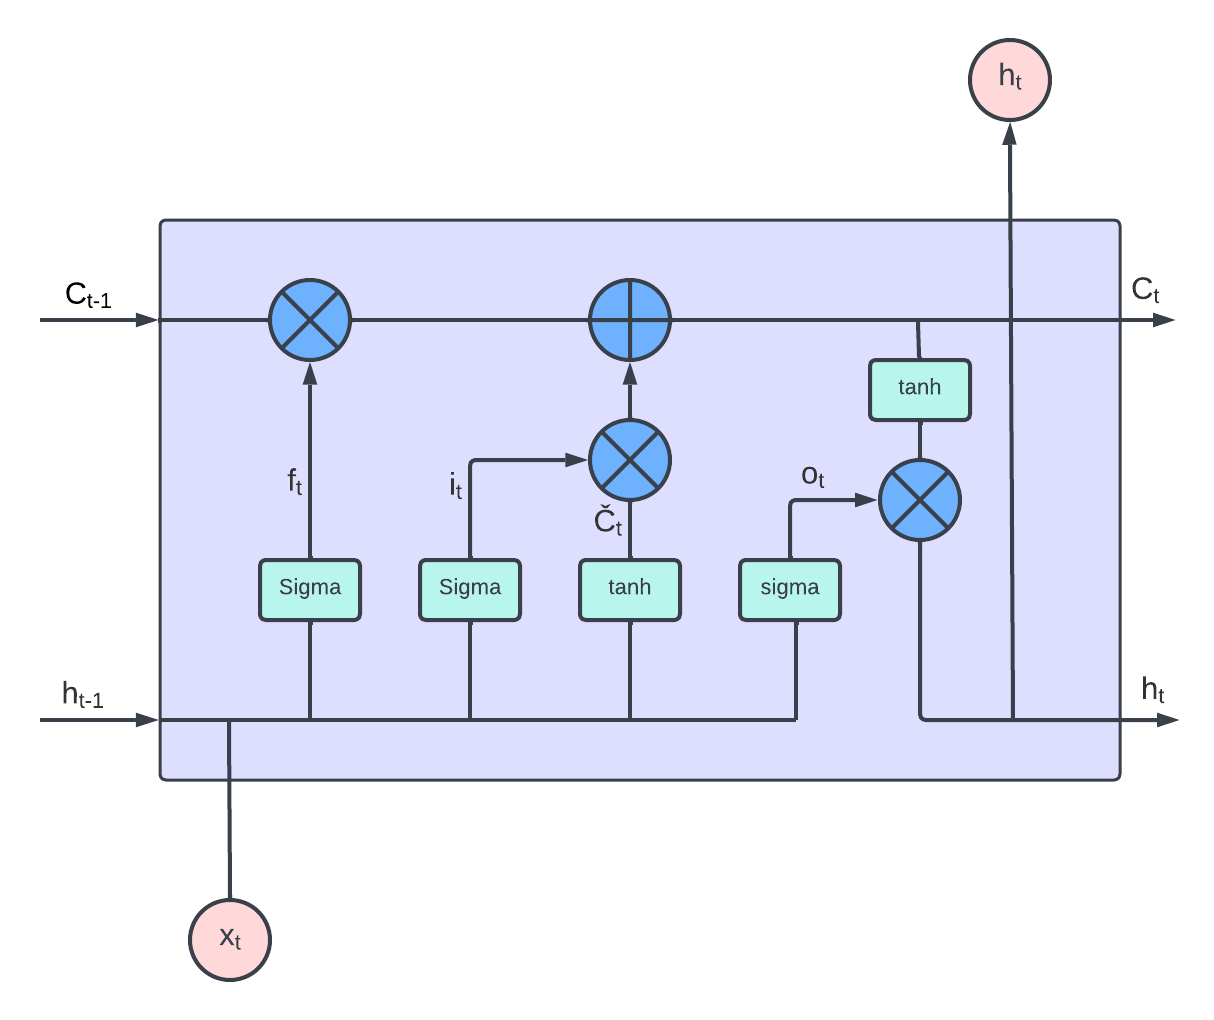 hₜ
Cₜ₋₁
Cₜ
tanh
fₜ
iₜ
oₜ
Čₜ
Sigma
Sigma
tanh
sigma
hₜ₋₁
hₜ
xₜ